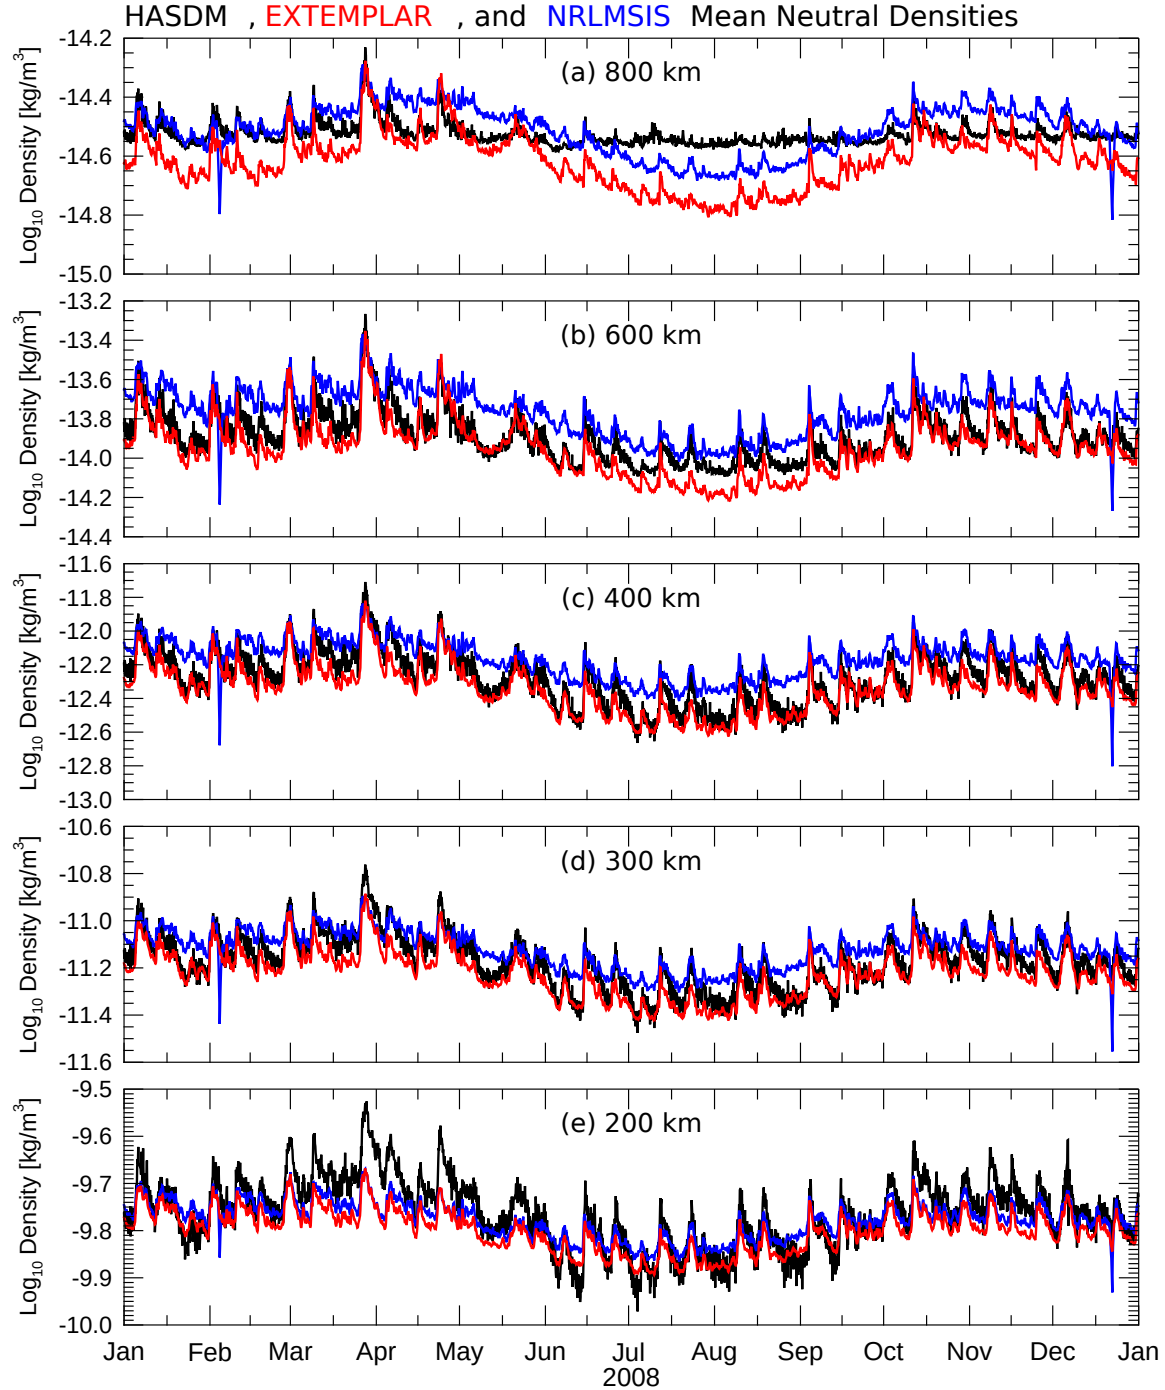 HASDM , EXTEMPLAR , and NRLMSIS Mean Neutral Densities
(a) 800 km
Log10 Density [kg/m3]
-14.2
-14.4
-14.6
-14.8
-15.0
(b) 600 km
Log10 Density [kg/m3]
-13.2
-13.4
-13.6
-13.8
-14.0
-14.2
-14.4
(c) 400 km
Log10 Density [kg/m3]
-11.6
-11.8
-12.0
-12.2
-12.4
-12.6
-12.8
-13.0
(d) 300 km
Log10 Density [kg/m3]
-10.6
-10.8
-11.0
-11.2
-11.4
-11.6
(e) 200 km
Log10 Density [kg/m3]
-9.5
-9.6
-9.7
-9.8
-9.9
-10.0
Jan Feb Mar Apr May Jun Jul Aug Sep Oct Nov Dec Jan
2008